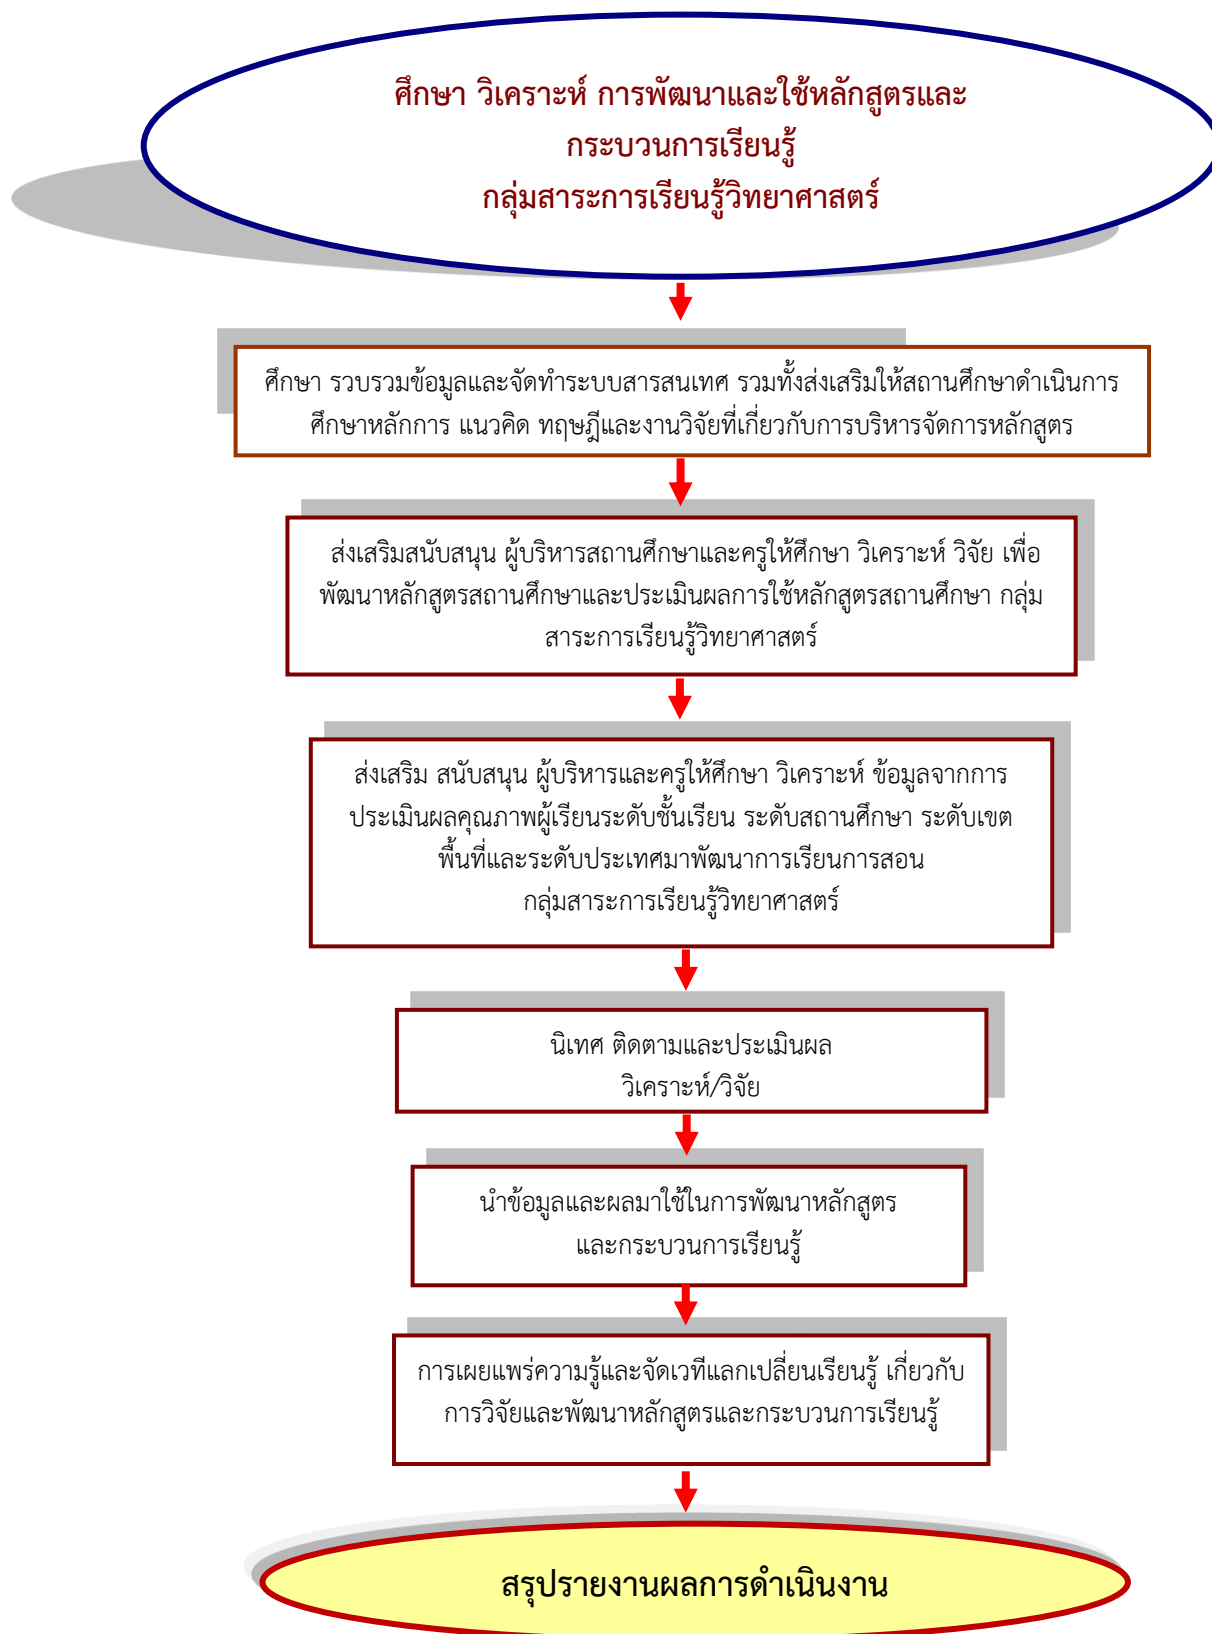 ศึกษา วิเคราะห์ การพัฒนาและใช้หลักสูตรและ
กระบวนการเรียนรู้
กลุ่มสาระการเรียนรู้วิทยาศาสตร์
ศึกษา รวบรวมข้อมูลและจัดทำระบบสารสนเทศ รวมทั้งส่งเสริมให้สถานศึกษาดำเนินการ
ศึกษาหลักการ แนวคิด ทฤษฎีและงานวิจัยที่เกี่ยวกับการบริหารจัดการหลักสูตร
ส่งเสริมสนับสนุน ผู้บริหารสถานศึกษาและครูให้ศึกษา วิเคราะห์ วิจัย เพื่อ
พัฒนาหลักสูตรสถานศึกษาและประเมินผลการใช้หลักสูตรสถานศึกษา กลุ่ม
สาระการเรียนรู้วิทยาศาสตร์
ส่งเสริม สนับสนุน ผู้บริหารและครูให้ศึกษา วิเคราะห์ ข้อมูลจากการ
ประเมินผลคุณภาพผู้เรียนระดับชั้นเรียน ระดับสถานศึกษา ระดับเขต
พื้นที่และระดับประเทศมาพัฒนาการเรียนการสอน
กลุ่มสาระการเรียนรู้วิทยาศาสตร์
นิเทศ ติดตามและประเมินผล
วิเคราะห์/วิจัย
นำข้อมูลและผลมาใช้ในการพัฒนาหลักสูตร
และกระบวนการเรียนรู้
การเผยแพร่ความรู้และจัดเวทีแลกเปลี่ยนเรียนรู้ เกี่ยวกับ
การวิจัยและพัฒนาหลักสูตรและกระบวนการเรียนรู้
สรุปรายงานผลการดำเนินงาน